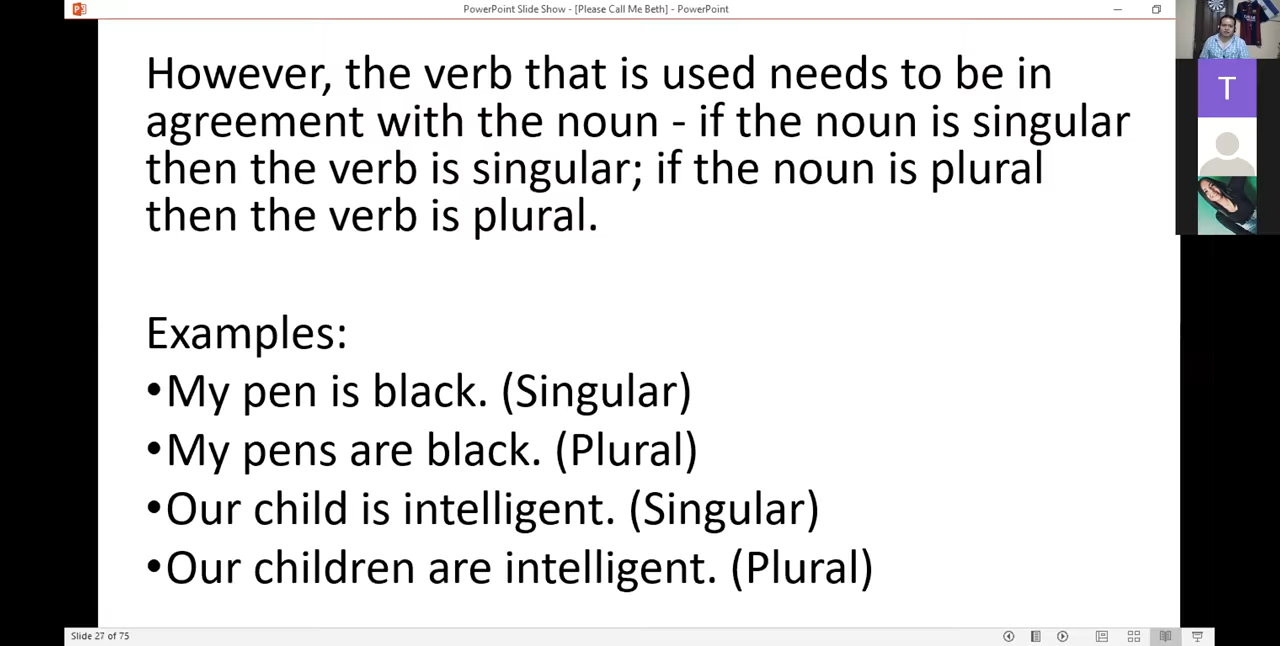 PowerPoint Slide Show - [Please Call Me Beth] - PowerPoint
However, the verb that is used needs to be in
agreement with the noun - if the noun is singular
then the verb is singular; if the noun is plural
then the verb is plural.
T
Examples:
•My pen is black. (Singular)
•My pens are black. (Plural)
•Our child is intelligent. (Singular)
•Our children are intelligent. (Plural)
Slide 27 of 75